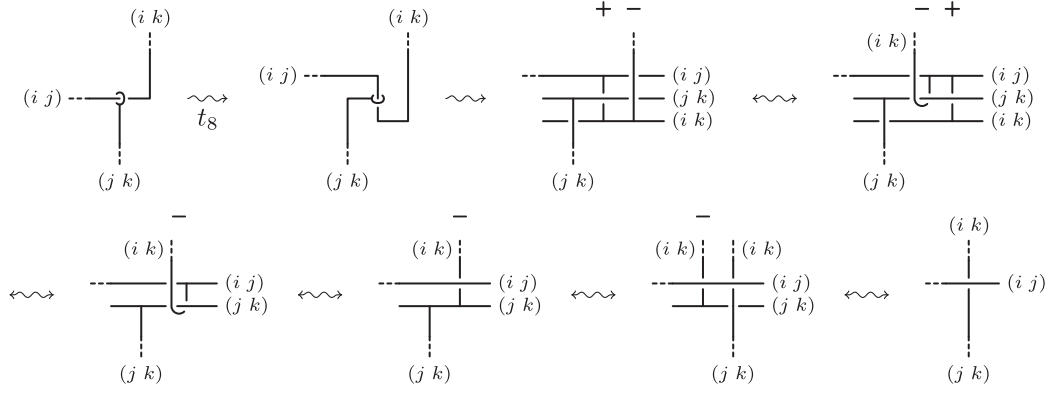 (i k) (i k) + − − +
(i k)
(i j) (i j) (i j) (i j)
(j k) (j k)
t₈ (i k) (i k)
(j k) (j k) (j k) (j k)
− − −
(i k)
(i k) (i k) (i k) (i k)
(i j) (i j) (i j) (i j)
(j k) (j k) (j k)
(j k) (j k) (j k) (j k)